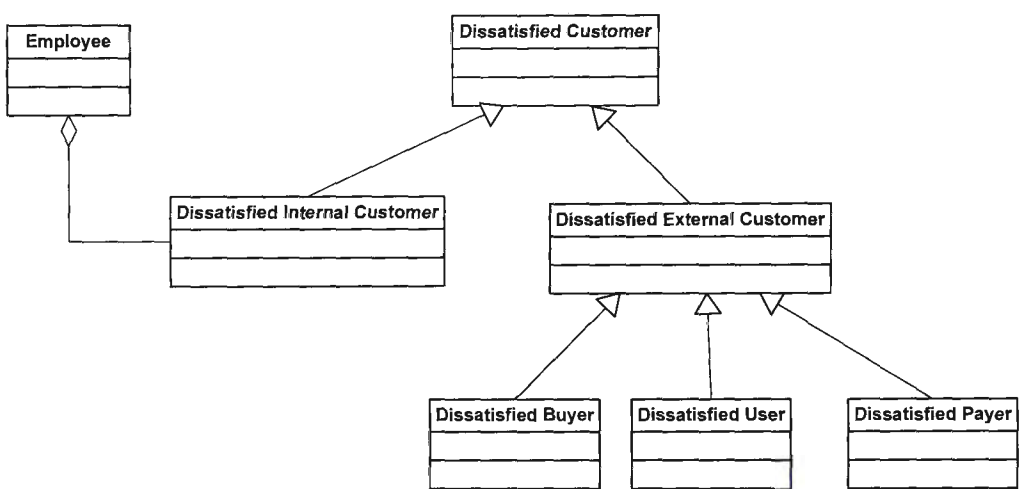 Employee
Dissatisfied Customer
Dissatisfied Internal Customer
Dissatisfied External Customer
Dissatisfied Buyer
Dissatisfied User
Dissatisfied Payer